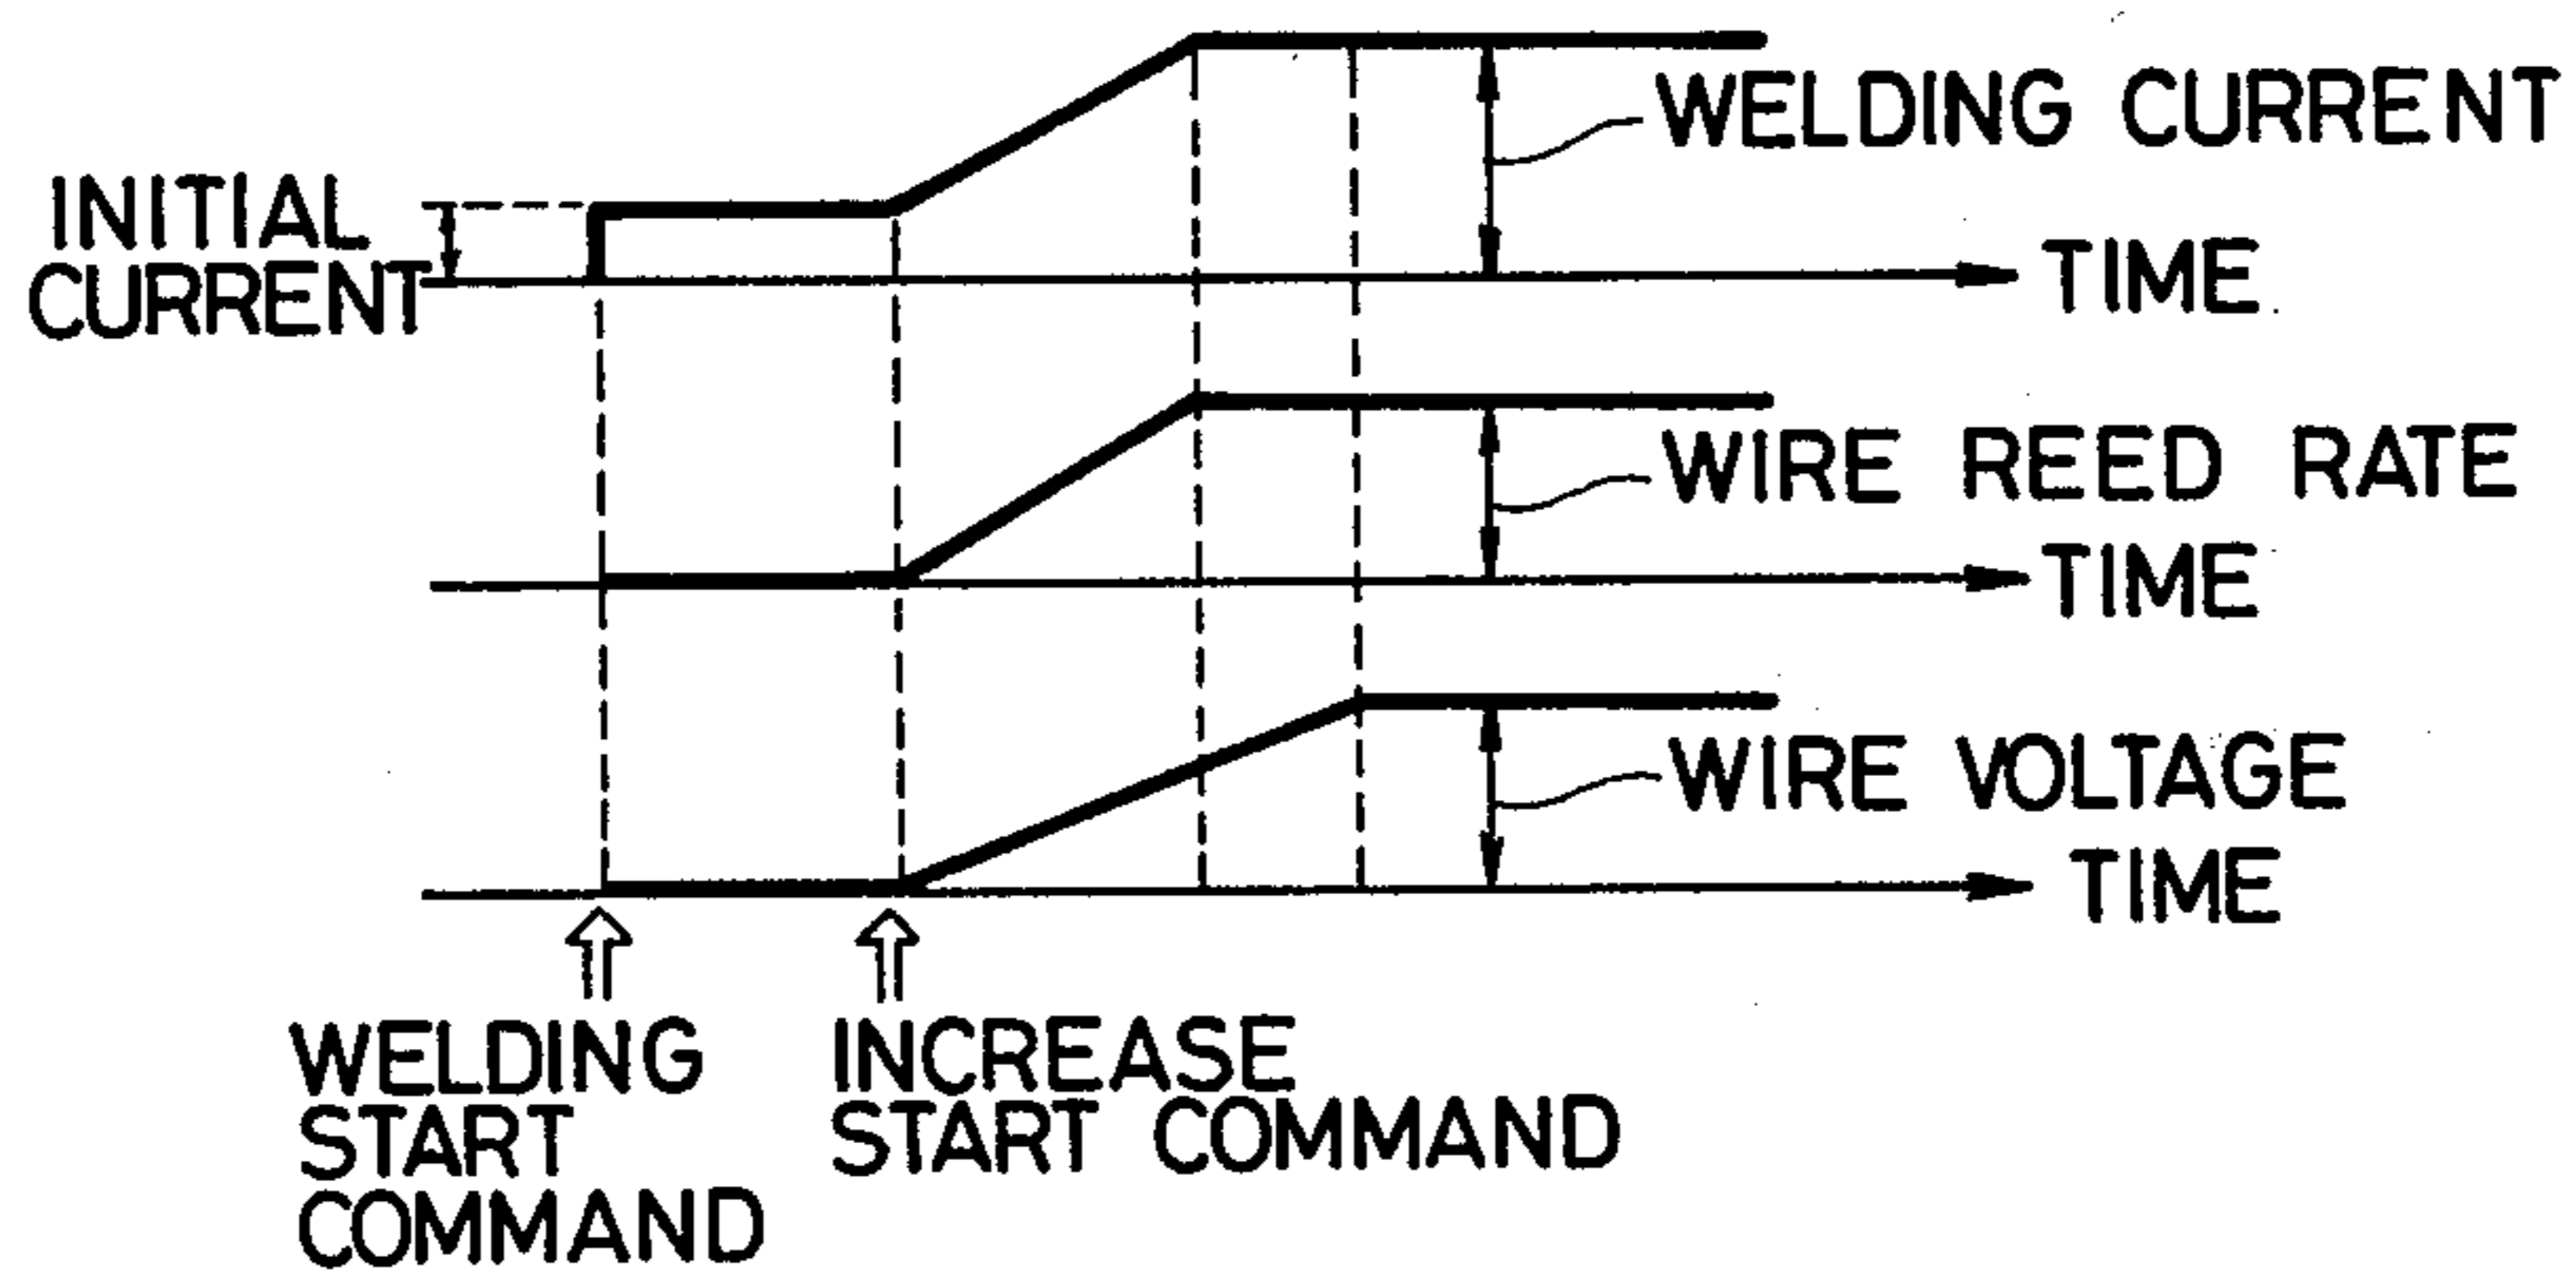 WELDING CURRENT
INITIAL
CURRENT
TIME
WIRE REED RATE
TIME
WIRE VOLTAGE
TIME
WELDING
START
COMMAND
INCREASE
START COMMAND